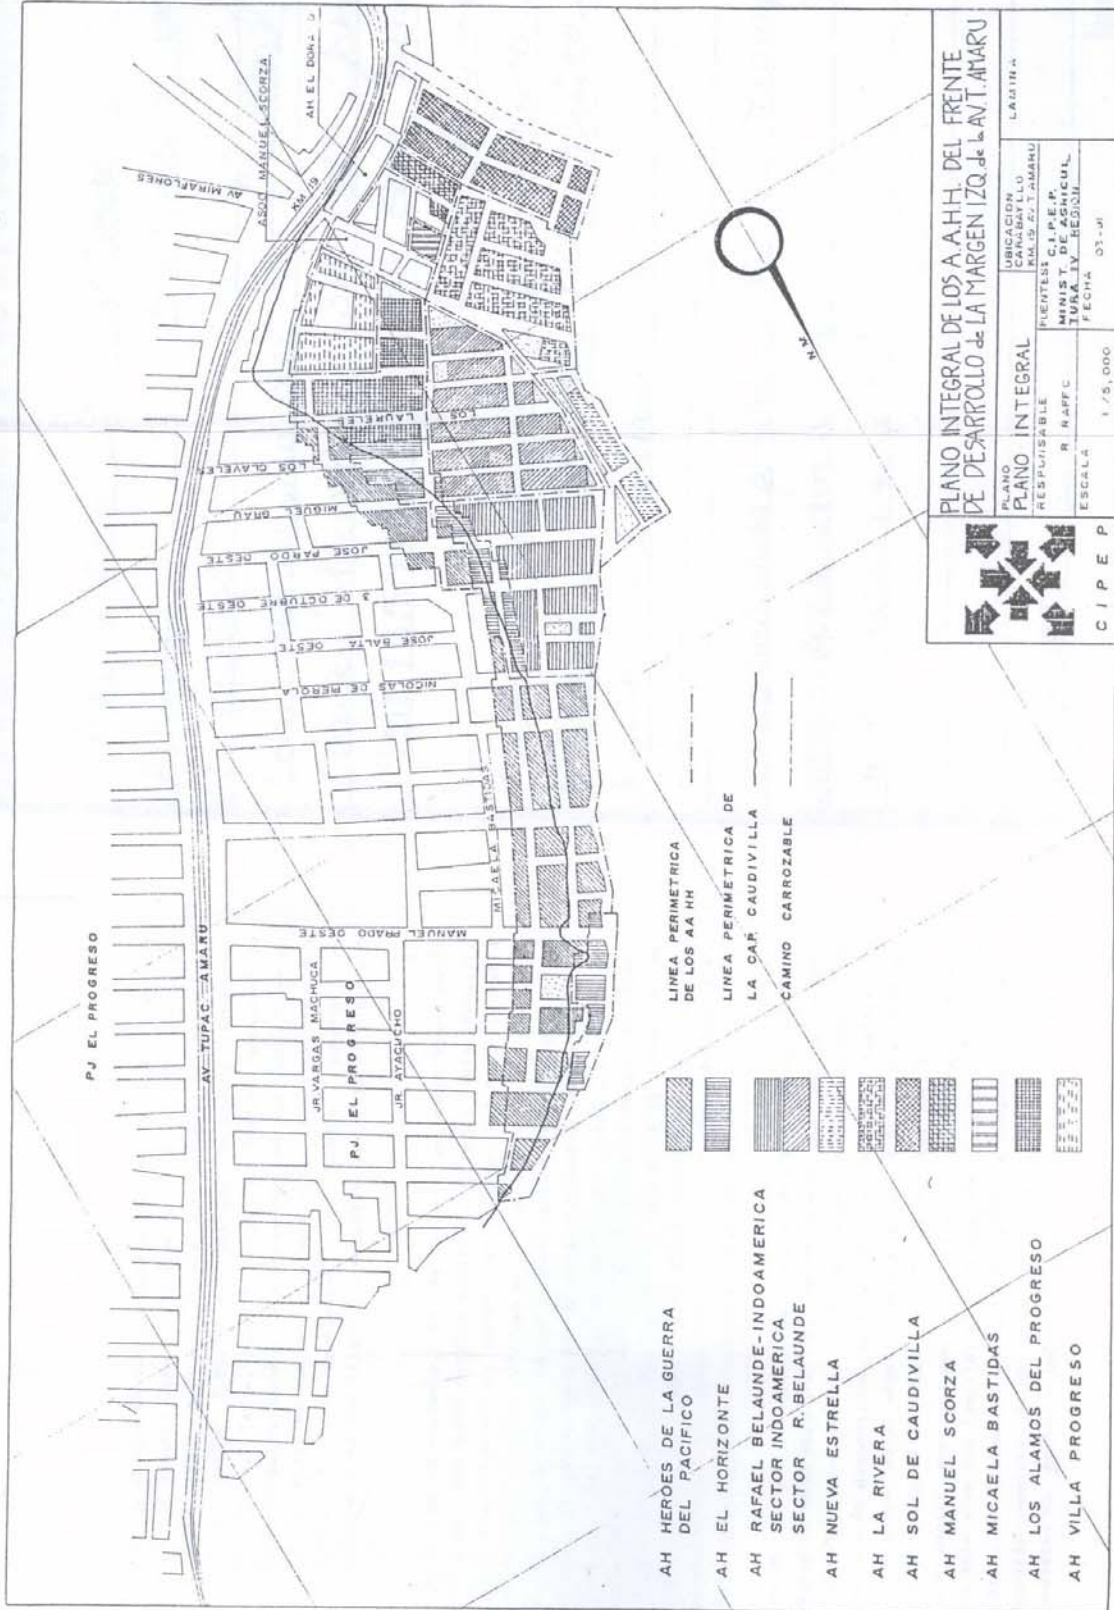 PJ EL PROGRESO
AV. TUPAC AMARU
JR. VARGAS MACHUCA
PJ EL PROGRESO
JR. AYACUCHO
MANUEL PRADO OESTE
MICAELA BASTIDAS
NICOLAS DE PIEROLA
JOSE BALTA OESTE
3 DE OCTUBRE OESTE
JOSE PARDO OESTE
MIGUEL GRAU
LOS CLAVELES
LOS LAURELE
AV MIRAFLORES
KM 19
ASOC MANUEL SCORZA
AH. EL DORA
N.M.
AH HEROES DE LA GUERRA
DEL PACIFICO
AH EL HORIZONTE
AH RAFAEL BELAUNDE-INDOAMERICA
SECTOR INDOAMERICA
SECTOR R. BELAUNDE
AH NUEVA ESTRELLA
AH LA RIVERA
AH SOL DE CAUDIVILLA
AH MANUEL SCORZA
AH MICAELA BASTIDAS
AH LOS ALAMOS DEL PROGRESO
AH VILLA PROGRESO
LINEA PERIMETRICA
DE LOS AA HH
LINEA PERIMETRICA DE
LA CAP. CAUDIVILLA
CAMINO CARROZABLE
CIPEP
PLANO INTEGRAL DE LOS A.A.H.H. DEL FRENTE
DE DESARROLLO de LA MARGEN IZQ. de LA AV. T. AMARU
PLANO
PLANO INTEGRAL
UBICACION
CARABAYLLO
KM. 19 AV T AMARU
LAMINA
RESPONSABLE
FUENTES: C.I.P.E.P.
MINIST. DE AGRICUL
TURA IV REGION
ESCALA
1/5,000
FECHA